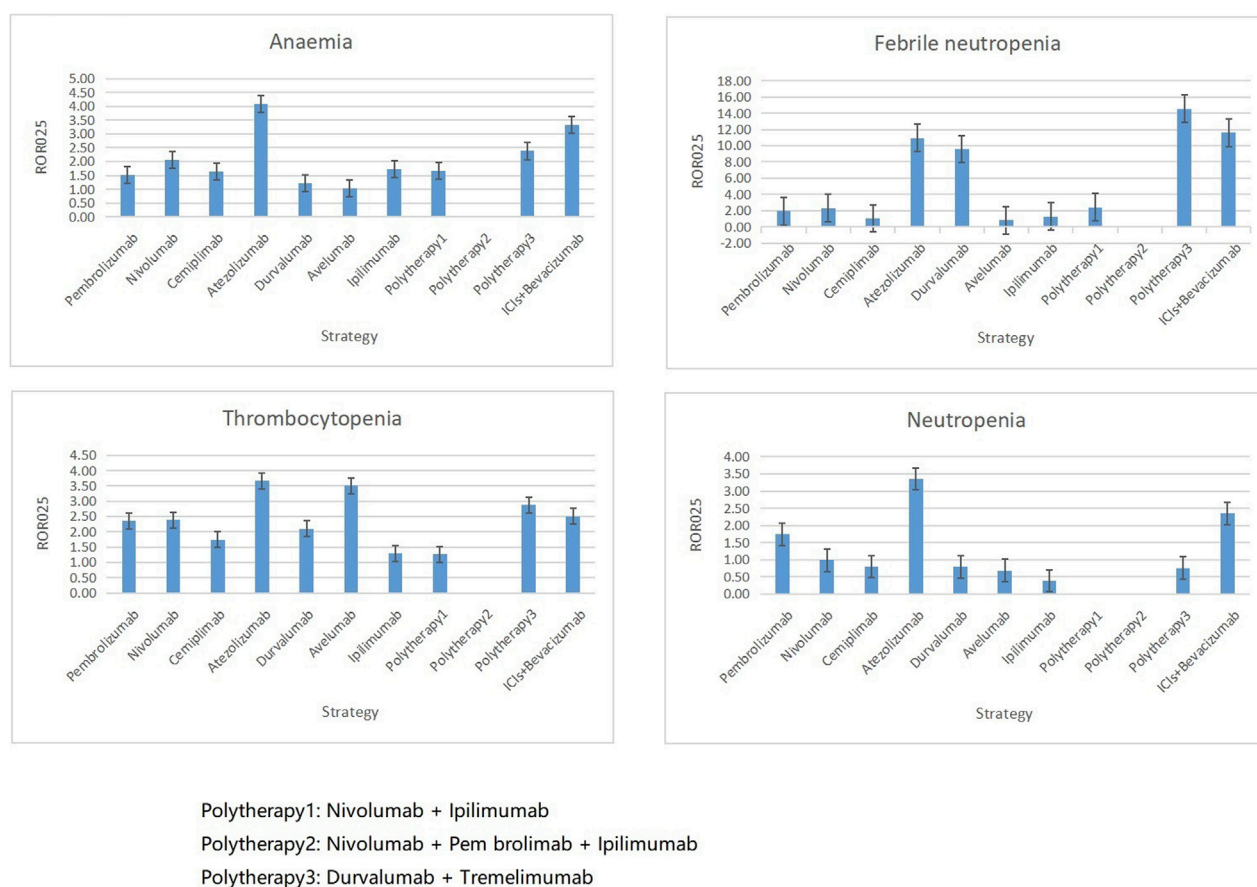 Anaemia
5.00
4.50
4.00
3.50
3.00
2.50
2.00
1.50
1.00
0.50
0.00
ROR025
Pembrolizumab
Nivolumab
Cemiplimab
Atezolizumab
Durvalumab
Avelumab
Ipilimumab
Polytherapy1
Polytherapy2
Polytherapy3
ICIs+Bevacizumab
Strategy
Febrile neutropenia
18.00
16.00
14.00
12.00
10.00
8.00
6.00
4.00
2.00
0.00
-2.00
ROR025
Pembrolizumab
Nivolumab
Cemiplimab
Atezolizumab
Durvalumab
Avelumab
Ipilimumab
Polytherapy1
Polytherapy2
Polytherapy3
ICIs+Bevacizumab
Strategy
Thrombocytopenia
4.50
4.00
3.50
3.00
2.50
2.00
1.50
1.00
0.50
0.00
ROR025
Pembrolizumab
Nivolumab
Cemiplimab
Atezolizumab
Durvalumab
Avelumab
Ipilimumab
Polytherapy1
Polytherapy2
Polytherapy3
ICIs+Bevacizumab
Strategy
Neutropenia
4.00
3.50
3.00
2.50
2.00
1.50
1.00
0.50
0.00
ROR025
Pembrolizumab
Nivolumab
Cemiplimab
Atezolizumab
Durvalumab
Avelumab
Ipilimumab
Polytherapy1
Polytherapy2
Polytherapy3
ICIs+Bevacizumab
Strategy
Polytherapy1: Nivolumab + Ipilimumab
Polytherapy2: Nivolumab + Pem brolimab + Ipilimumab
Polytherapy3: Durvalumab + Tremelimumab